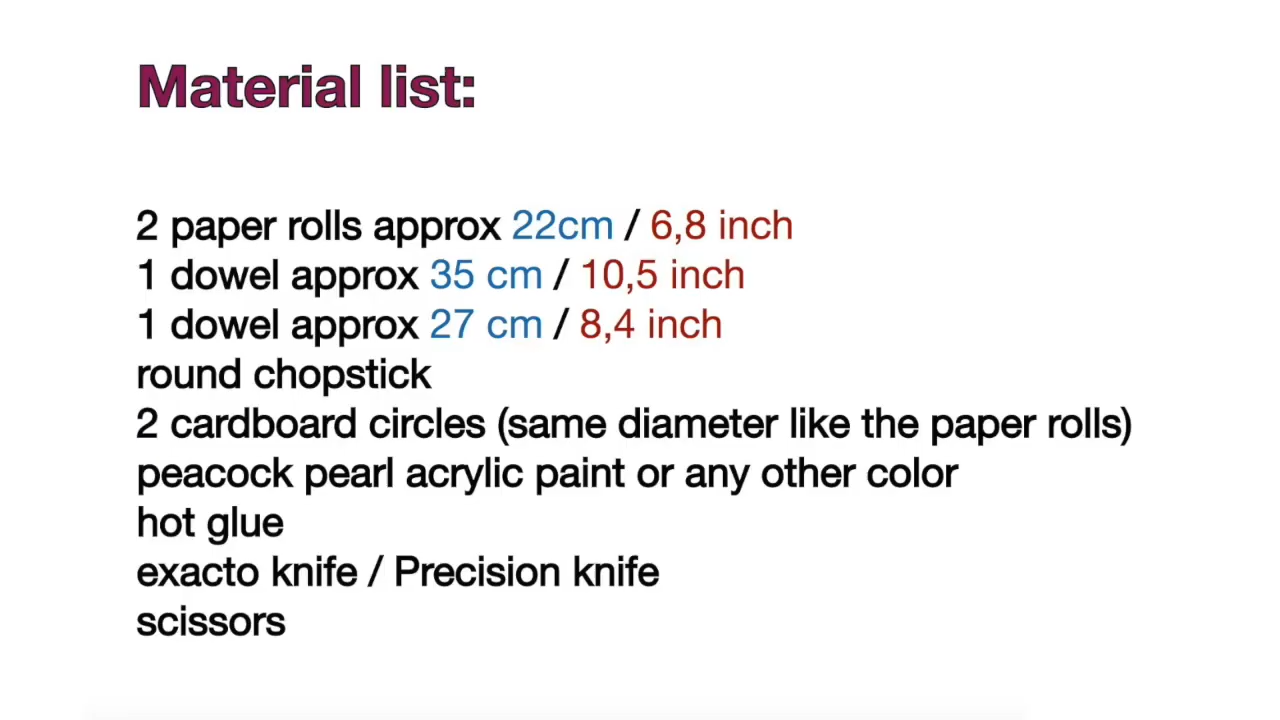 Material list:
2 paper rolls approx 22cm / 6,8 inch
1 dowel approx 35 cm / 10,5 inch
1 dowel approx 27 cm / 8,4 inch
round chopstick
2 cardboard circles (same diameter like the paper rolls)
peacock pearl acrylic paint or any other color
hot glue
exacto knife / Precision knife
scissors